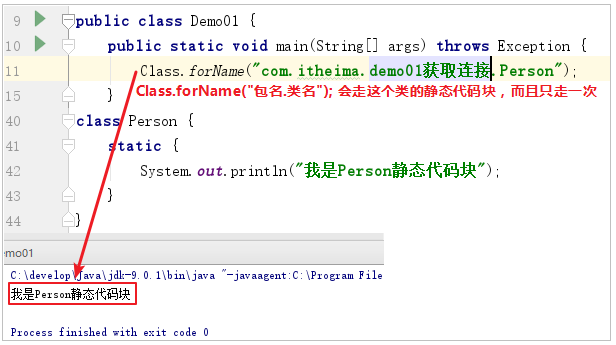 9 public class Demo01 {
10 public static void main(String[] args) throws Exception {
11 Class.forName("com.itheima.demo01获取连接.Person");
Class.forName("包名.类名"); 会走这个类的静态代码块，而且只走一次
15 }
40 class Person {
41 static {
42 System.out.println("我是Person静态代码块");
43 }
44 }
emo01
C:\develop\java\jdk-9.0.1\bin\java "-javaagent:C:\Program File
我是Person静态代码块
Process finished with exit code 0